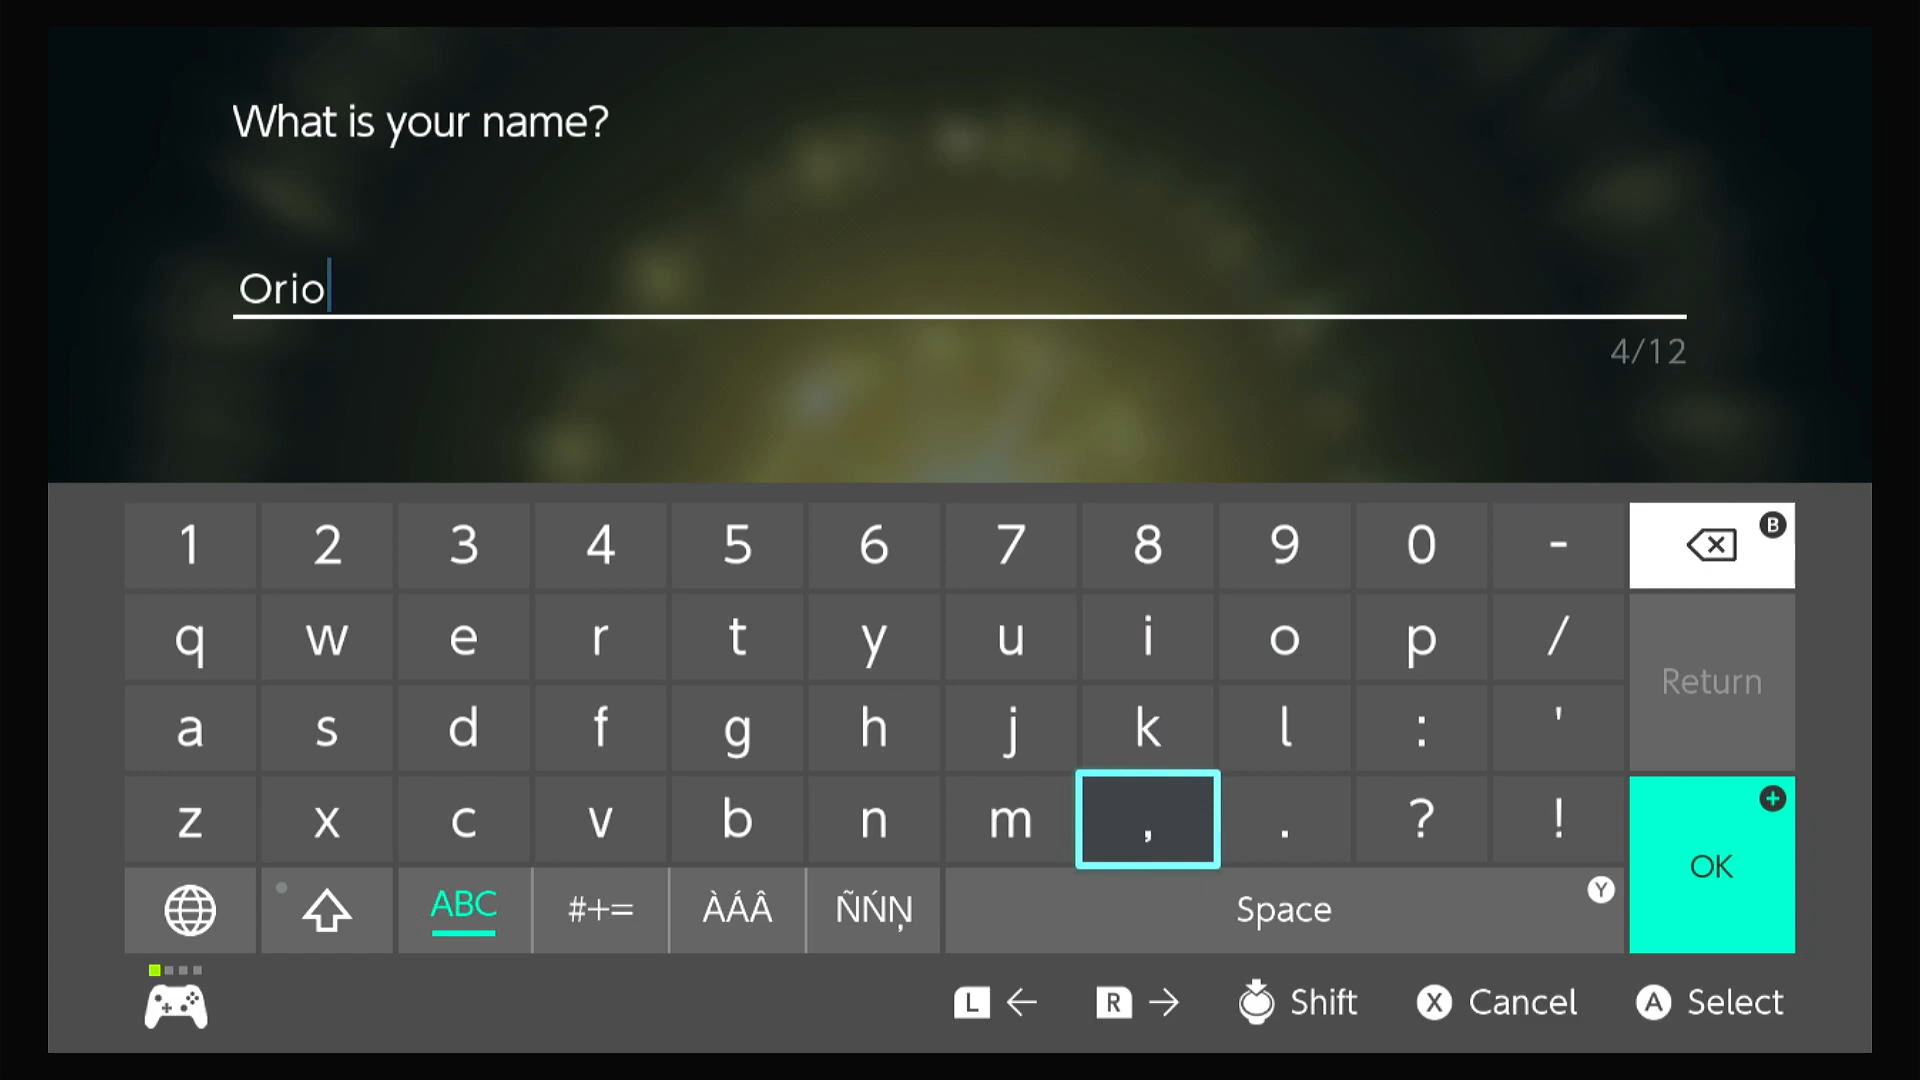 What is your name?
Orio
4/12
1 2 3 4 5 6 7 8 9 0 - B
q w e r t y u i o p / Return
a s d f g h j k l : '
z x c v b n m , . ? ! + OK
ABC #+= ÀÁÂ ÑŃŅ Space Y
L ← R → Shift X Cancel A Select